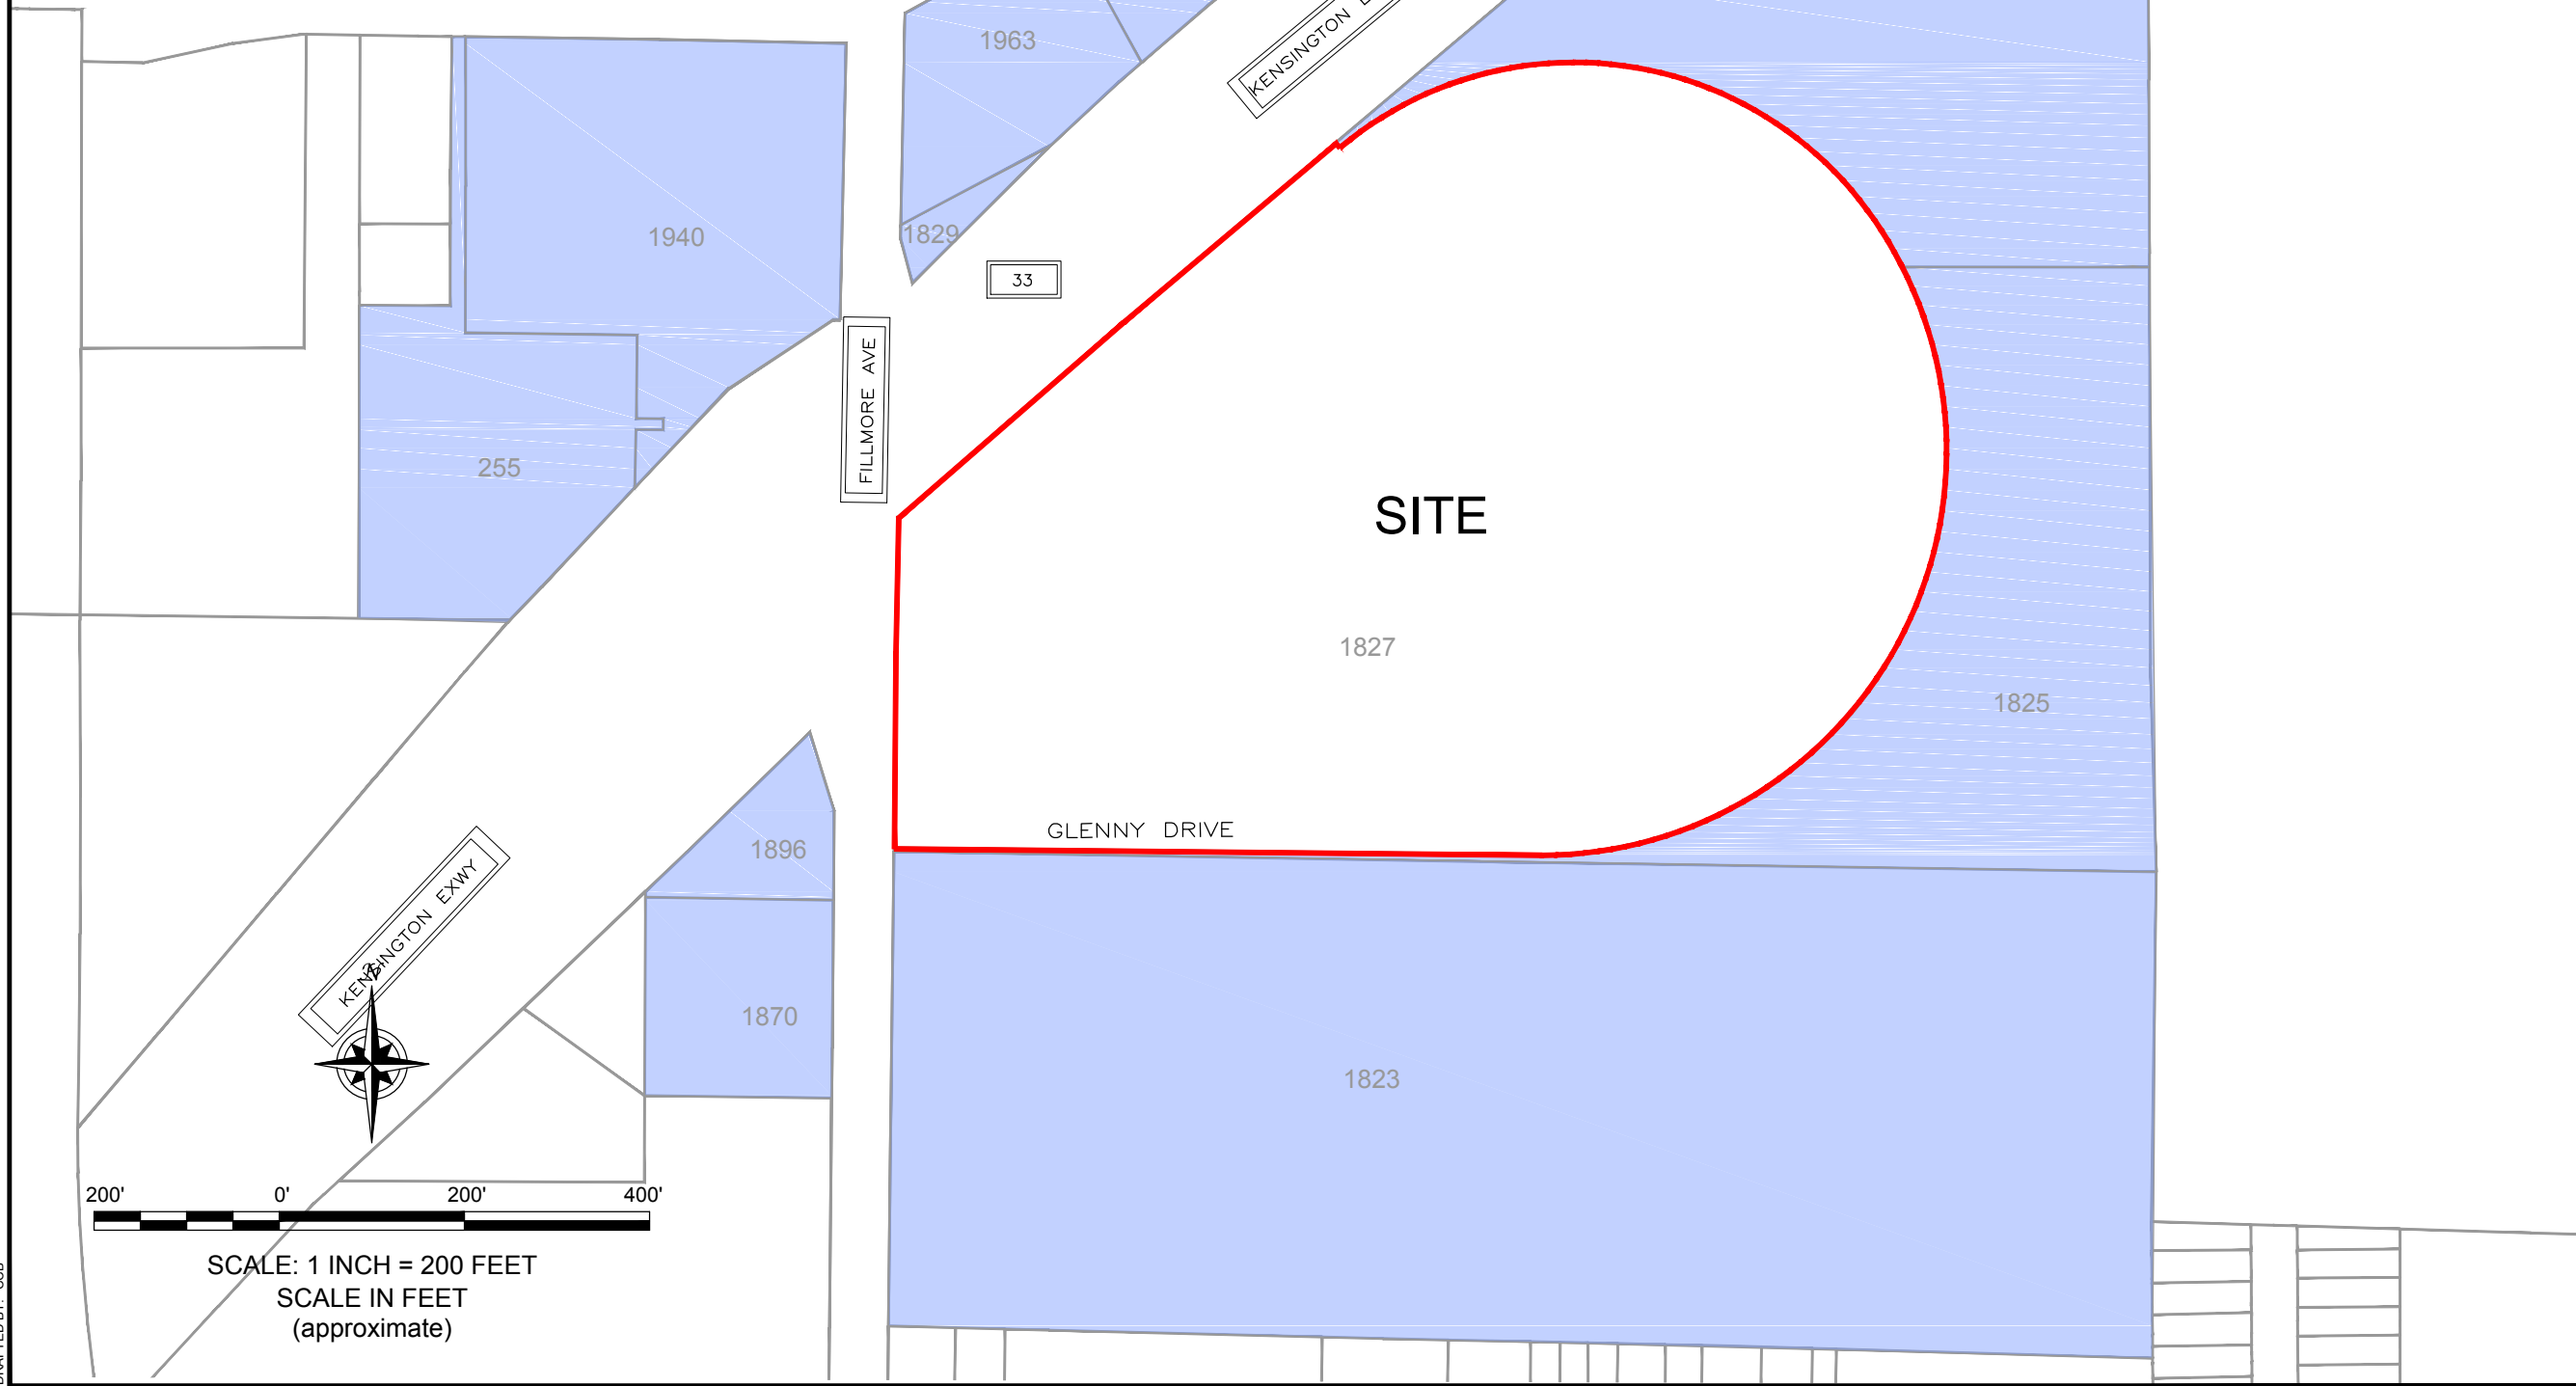 1963
KENSINGTON
1940
1829
33
FILLMORE AVE
255
SITE
1827
1825
GLENNY DRIVE
1896
KENSINGTON EXWY
1870
1823
200' 0' 200' 400'
SCALE: 1 INCH = 200 FEET
SCALE IN FEET
(approximate)